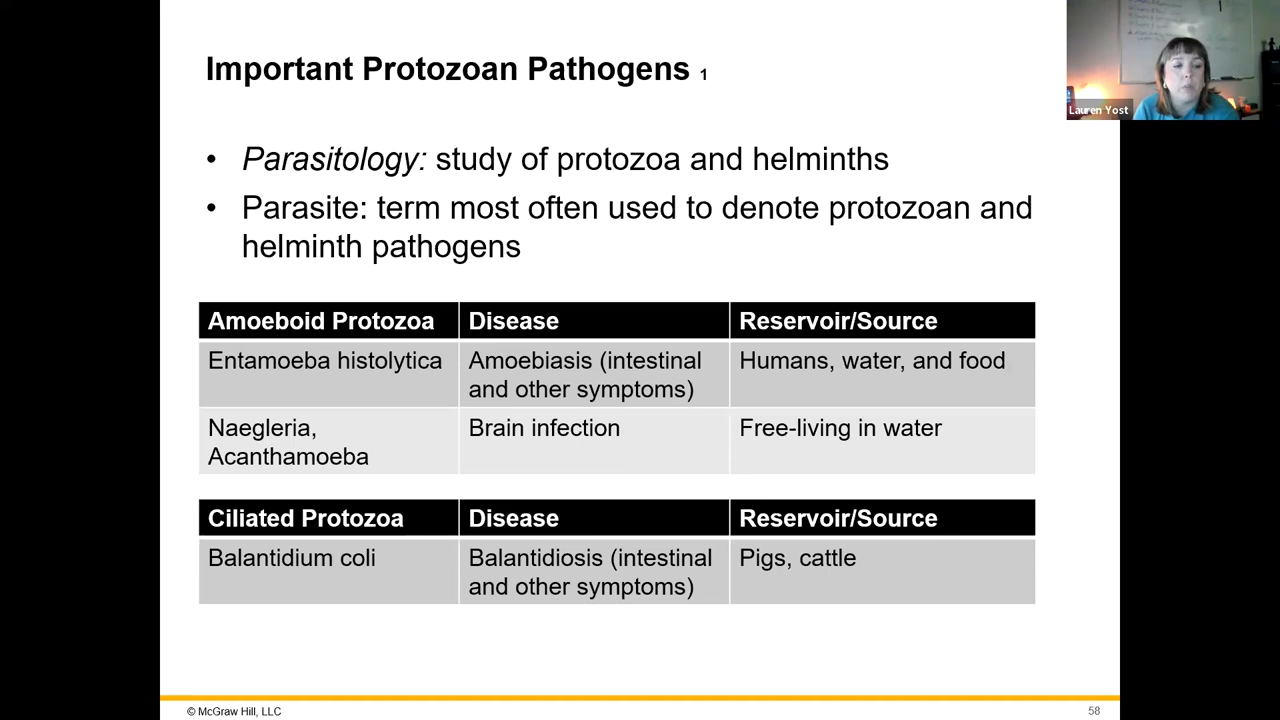 Important Protozoan Pathogens 1
Lauren Yost
• Parasitology: study of protozoa and helminths
• Parasite: term most often used to denote protozoan and
helminth pathogens
Amoeboid Protozoa Disease Reservoir/Source
Entamoeba histolytica Amoebiasis (intestinal Humans, water, and food
and other symptoms)
Naegleria, Brain infection Free-living in water
Acanthamoeba
Ciliated Protozoa Disease Reservoir/Source
Balantidium coli Balantidiosis (intestinal Pigs, cattle
and other symptoms)
© McGraw Hill, LLC 58